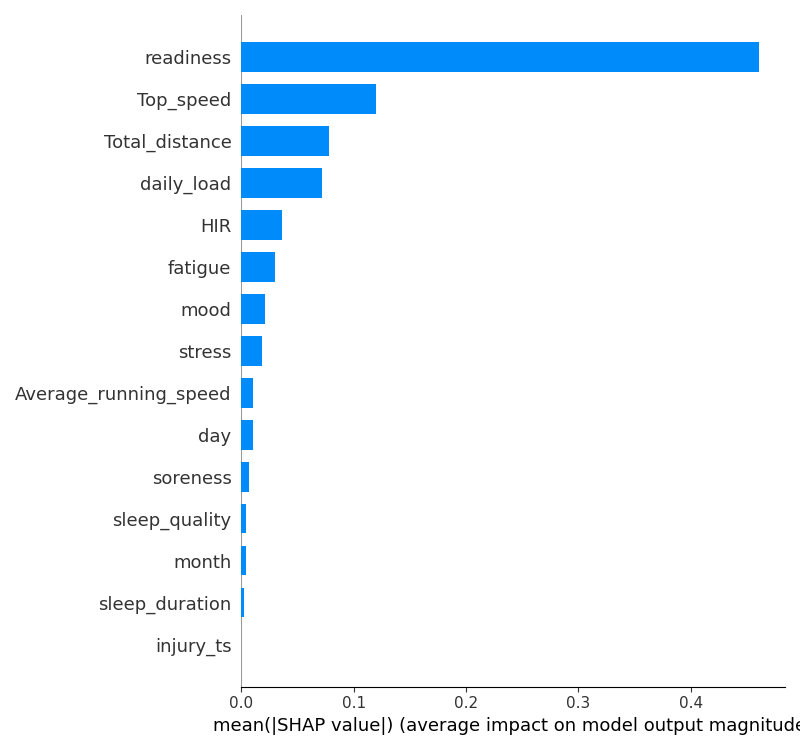 readiness
Top_speed
Total_distance
daily_load
HIR
fatigue
mood
stress
Average_running_speed
day
soreness
sleep_quality
month
sleep_duration
injury_ts
0.0 0.1 0.2 0.3 0.4
mean(|SHAP value|) (average impact on model output magnitude